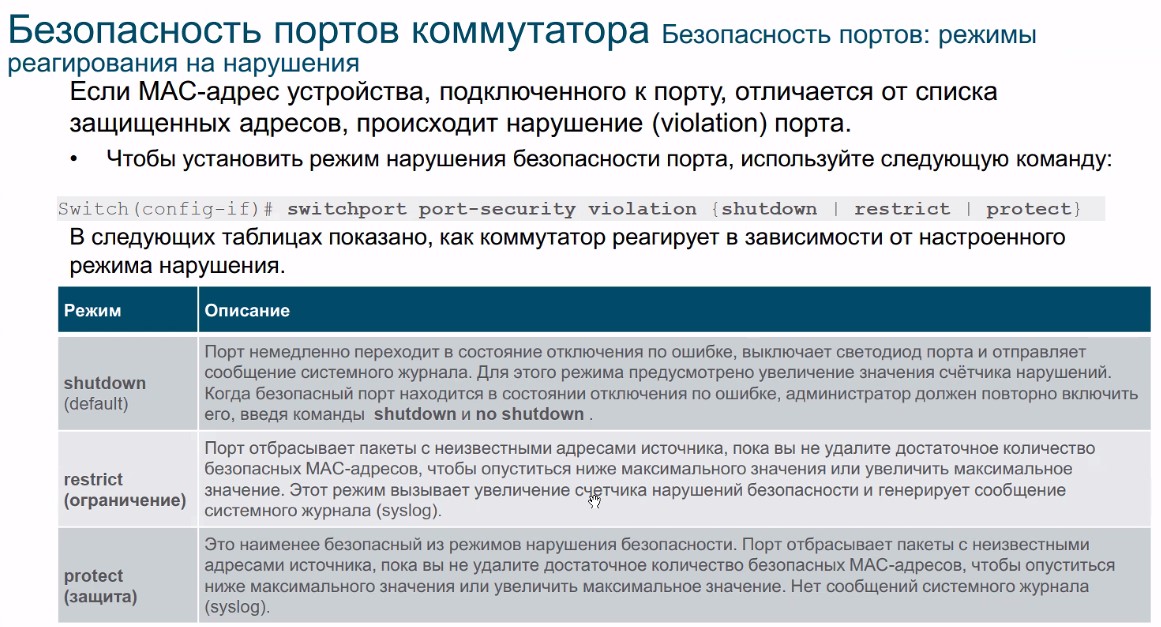 Безопасность портов коммутатора Безопасность портов: режимы
реагирования на нарушения
Если MAC-адрес устройства, подключенного к порту, отличается от списка
защищенных адресов, происходит нарушение (violation) порта.
• Чтобы установить режим нарушения безопасности порта, используйте следующую команду:
Switch(config-if)# switchport port-security violation {shutdown | restrict | protect}
В следующих таблицах показано, как коммутатор реагирует в зависимости от настроенного
режима нарушения.
Режим Описание
shutdown
(default)
Порт немедленно переходит в состояние отключения по ошибке, выключает светодиод порта и отправляет
сообщение системного журнала. Для этого режима предусмотрено увеличение значения счётчика нарушений.
Когда безопасный порт находится в состоянии отключения по ошибке, администратор должен повторно включить
его, введя команды shutdown и no shutdown .
restrict
(ограничение)
Порт отбрасывает пакеты с неизвестными адресами источника, пока вы не удалите достаточное количество
безопасных MAC-адресов, чтобы опуститься ниже максимального значения или увеличить максимальное
значение. Этот режим вызывает увеличение счетчика нарушений безопасности и генерирует сообщение
системного журнала (syslog).
protect
(защита)
Это наименее безопасный из режимов нарушения безопасности. Порт отбрасывает пакеты с неизвестными
адресами источника, пока вы не удалите достаточное количество безопасных MAC-адресов, чтобы опуститься
ниже максимального значения или увеличить максимальное значение. Нет сообщений системного журнала
(syslog).